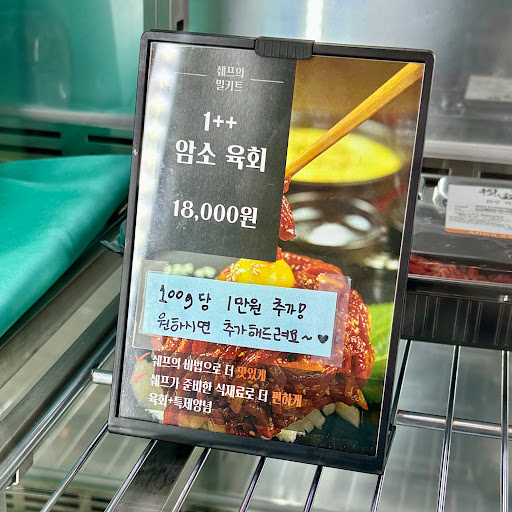 쉐프의
밀키트
1++
암소 육회
18,000원
100g 당 1만원 추가!
원하시면 추가해드려요~♥
쉐프의 비법으로 더 맛있게
쉐프가 준비한 식재료로 더 편하게
육회+특제양념